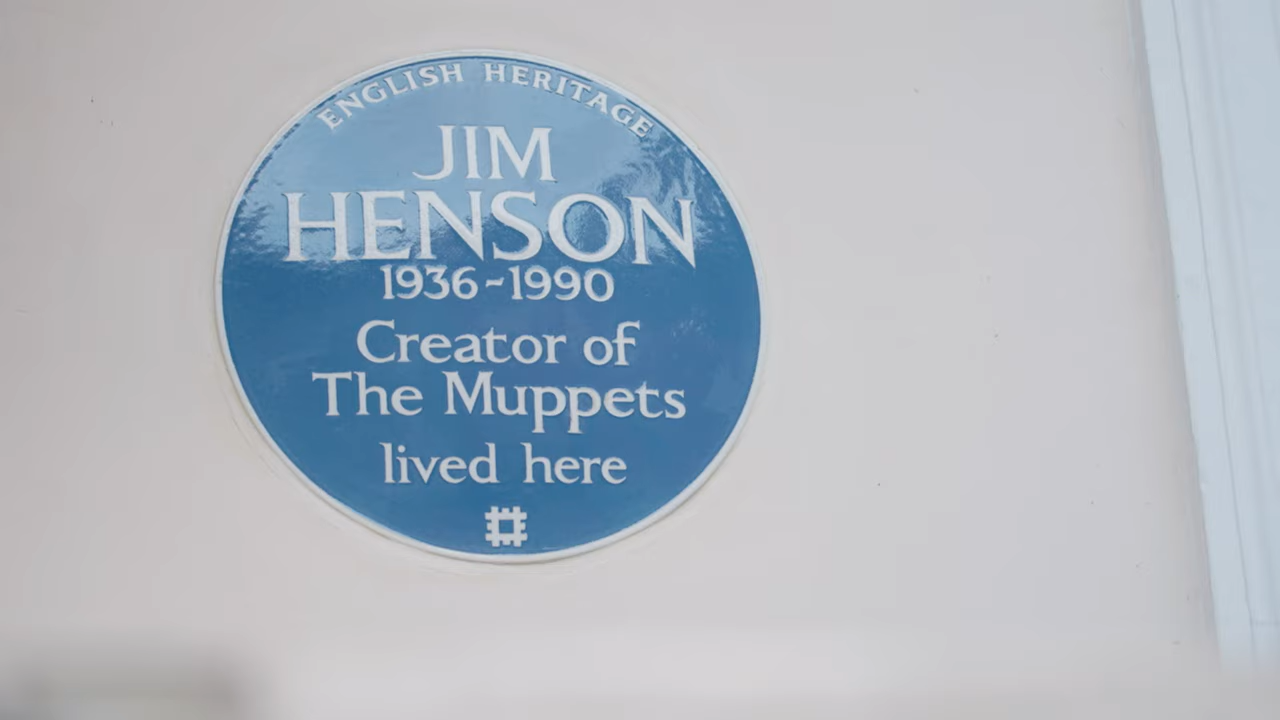 ENGLISH HERITAGE
JIM
HENSON
1936~1990
Creator of
The Muppets
lived here